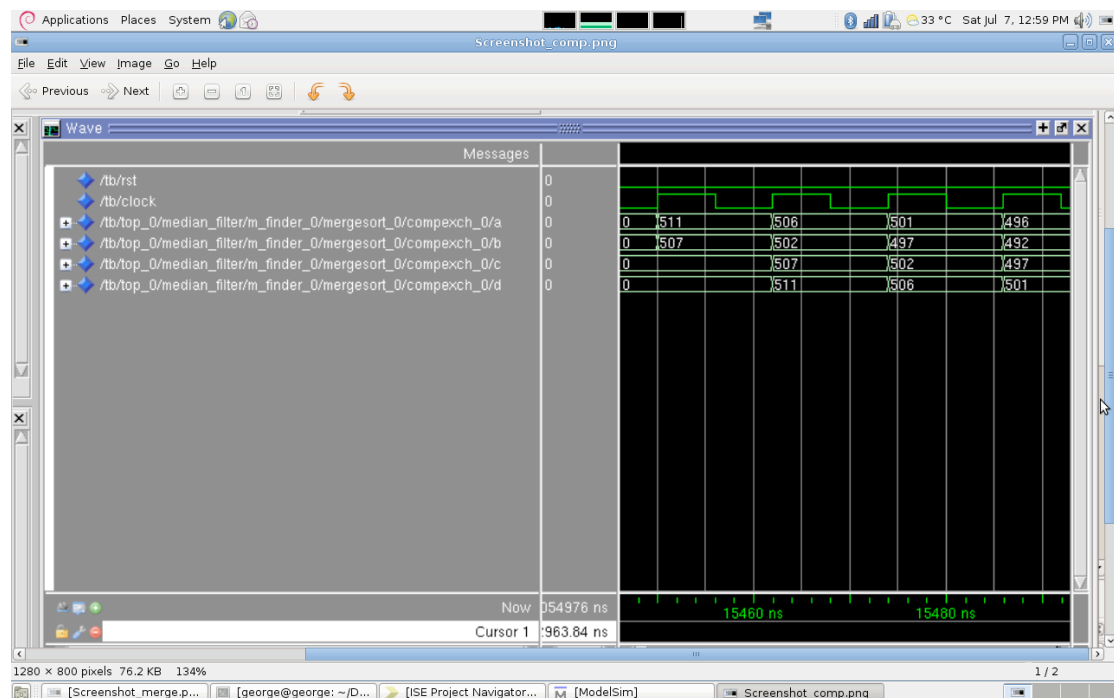 Applications Places System 33 °C Sat Jul 7, 12:59 PM
Screenshot_comp.png
File Edit View Image Go Help
Previous Next
Wave
Messages
/tb/rst 0
/tb/clock 0
/tb/top_0/median_filter/m_finder_0/mergesort_0/compexch_0/a 0 0 511 506 501 496
/tb/top_0/median_filter/m_finder_0/mergesort_0/compexch_0/b 0 0 507 502 497 492
/tb/top_0/median_filter/m_finder_0/mergesort_0/compexch_0/c 0 0 507 502 497
/tb/top_0/median_filter/m_finder_0/mergesort_0/compexch_0/d 0 0 511 506 501
Now 054976 ns 15460 ns 15480 ns
Cursor 1 963.84 ns
1280 × 800 pixels 76.2 KB 134% 1 / 2
[Screenshot_merge.p... [george@george: ~/D... [ISE Project Navigator... [ModelSim] Screenshot_comp.png